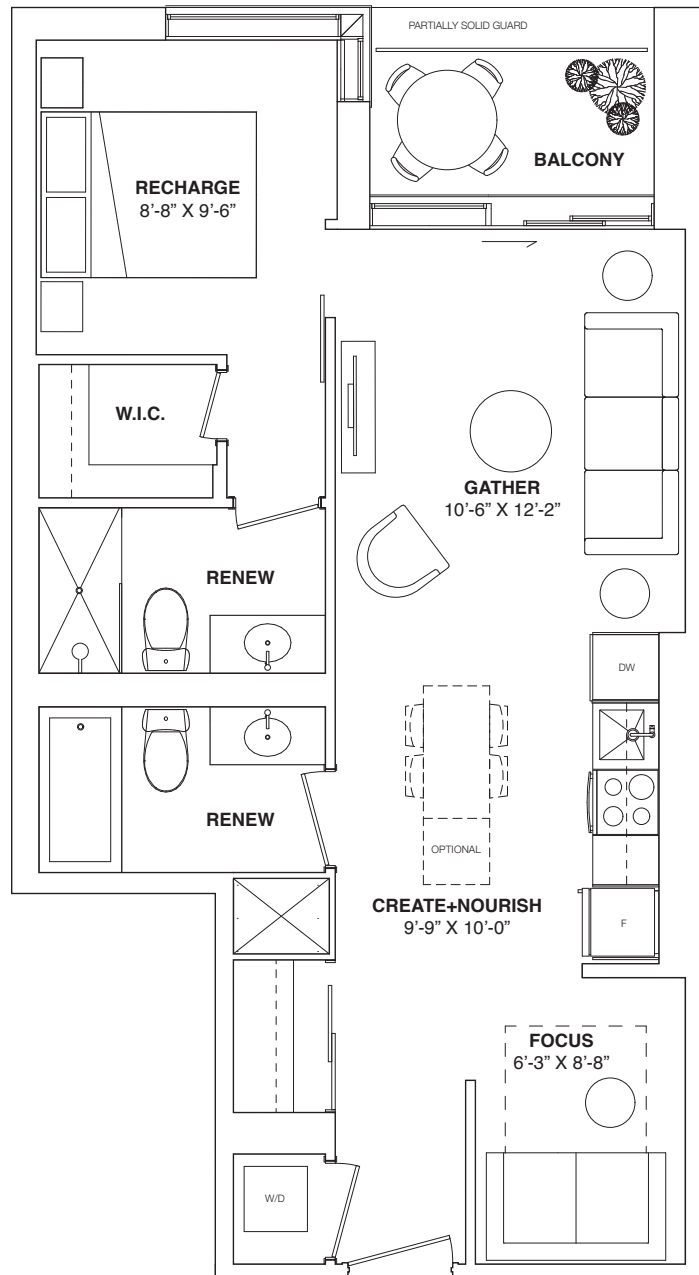 PARTIALLY SOLID GUARD
BALCONY
RECHARGE
8'-8” X 9'-6”
W.I.C.
GATHER
10'-6” X 12'-2”
RENEW
DW
RENEW
OPTIONAL
CREATE+NOURISH
9'-9” X 10'-0”
F
FOCUS
6'-3” X 8'-8”
W/D